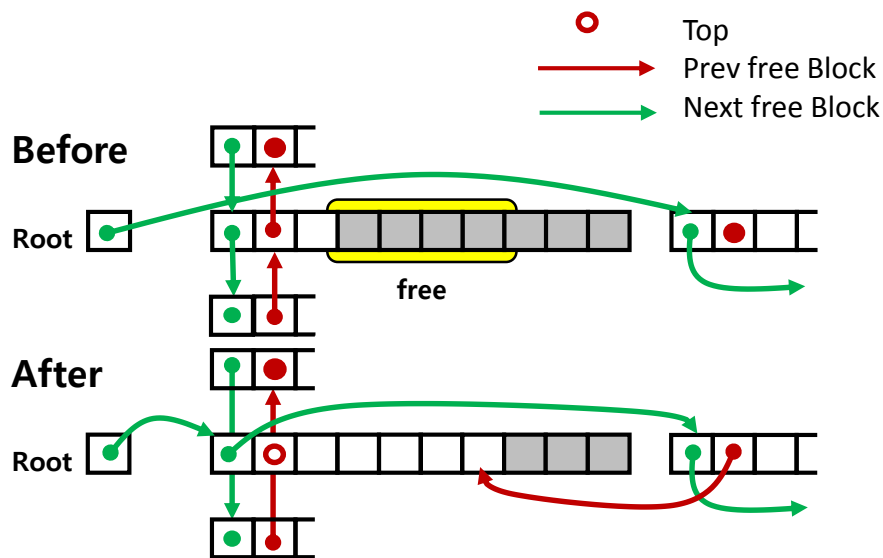 Top
Prev free Block
Next free Block
Before
Root
free
After
Root